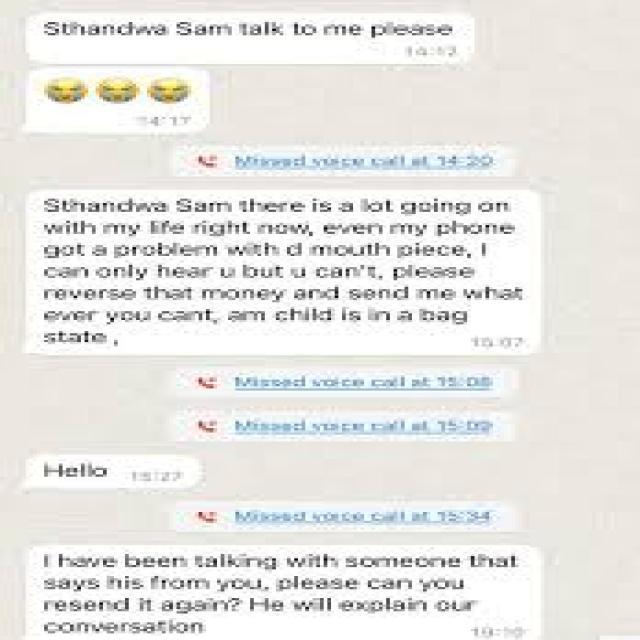 Sthandwa Sam talk to me please
14:17
😂😂😂
14:17
Missed voice call at 14:20
Sthandwa Sam there is a lot going on
with my life right now, even my phone
got a problem with d mouth piece, I
can only hear u but u can't, please
reverse that money and send me what
ever you cant, am child is in a bag
state ,
15:07
Missed voice call at 15:08
Missed voice call at 15:09
Hello
15:27
Missed voice call at 15:34
I have been talking with someone that
says his from you, please can you
resend it again? He will explain our
conversation